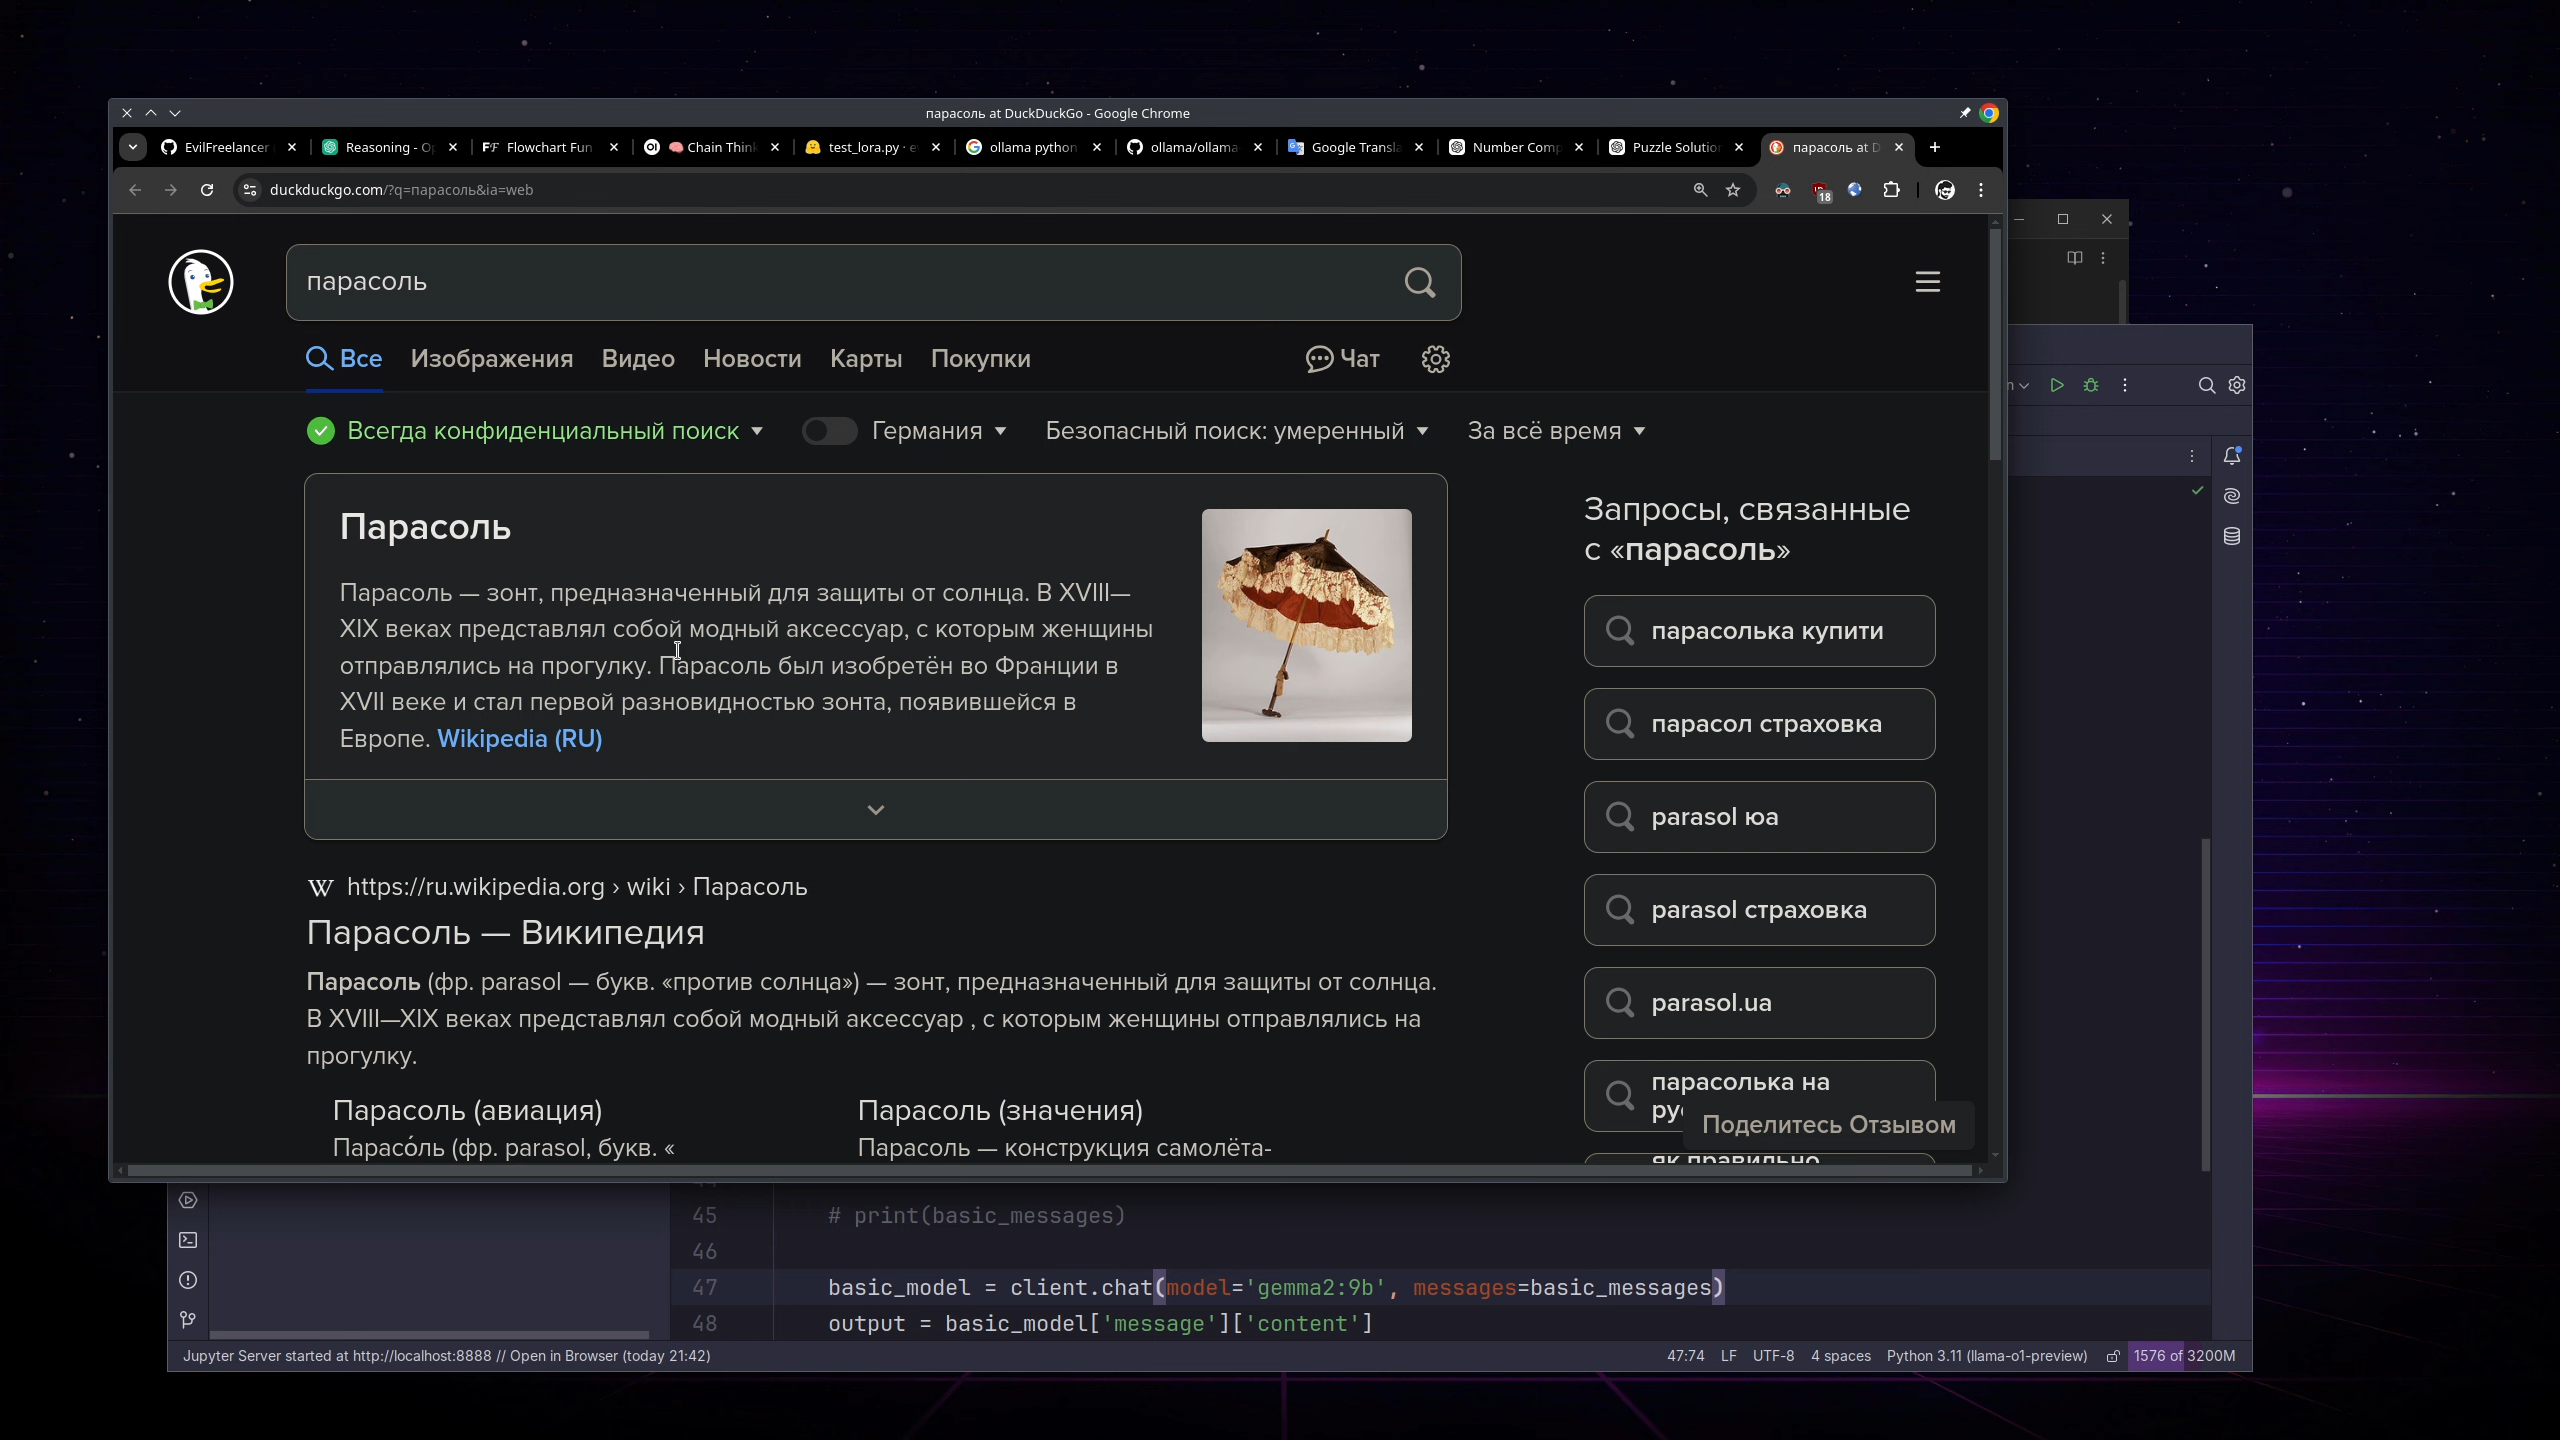 парасоль at DuckDuckGo - Google Chrome
EvilFreelancer
Reasoning - Op
Flowchart Fun
🧠 Chain Think
test_lora.py · e
ollama python
ollama/ollama
Google Transla
Number Comp
Puzzle Solutio
парасоль at D
duckduckgo.com/?q=парасоль&ia=web
18
парасоль
Все
Изображения
Видео
Новости
Карты
Покупки
Чат
Всегда конфиденциальный поиск
Германия
Безопасный поиск: умеренный
За всё время
Парасоль
Парасоль — зонт, предназначенный для защиты от солнца. В XVIII—
XIX веках представлял собой модный аксессуар, с которым женщины
отправлялись на прогулку. Парасоль был изобретён во Франции в
XVII веке и стал первой разновидностью зонта, появившейся в
Европе. Wikipedia (RU)
https://ru.wikipedia.org › wiki › Парасоль
Парасоль — Википедия
Парасоль (фр. parasol — букв. «против солнца») — зонт, предназначенный для защиты от солнца.
В XVIII—XIX веках представлял собой модный аксессуар , с которым женщины отправлялись на
прогулку.
Парасоль (авиация)
Парасо́ль (фр. parasol, букв. «
Парасоль (значения)
Парасоль — конструкция самолёта-
Запросы, связанные
с «парасоль»
парасолька купити
парасол страховка
parasol юа
parasol страховка
parasol.ua
парасолька на
рус
як правильно
Поделитесь Отзывом
44
45 # print(basic_messages)
46
47 basic_model = client.chat(model='gemma2:9b', messages=basic_messages)
48 output = basic_model['message']['content']
Jupyter Server started at http://localhost:8888 // Open in Browser (today 21:42)
47:74 LF UTF-8 4 spaces Python 3.11 (llama-o1-preview) 1576 of 3200M